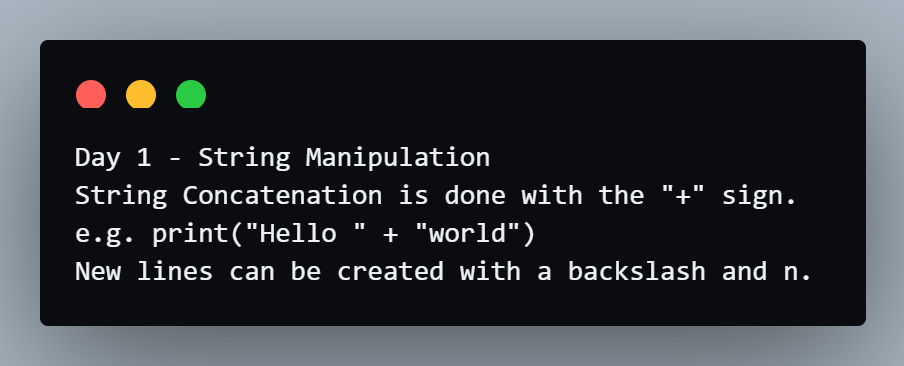 Day 1 - String Manipulation
String Concatenation is done with the "+" sign.
e.g. print("Hello " + "world")
New lines can be created with a backslash and n.